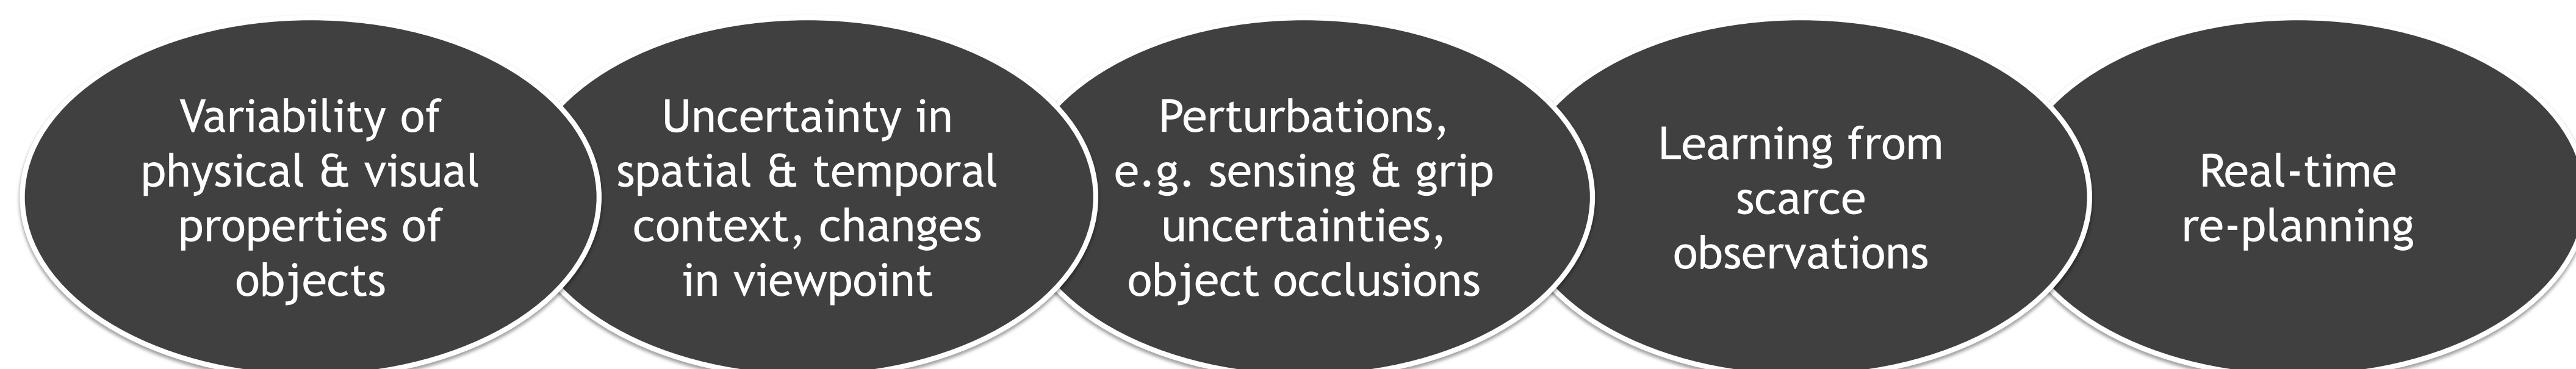 Variability of
physical & visual
properties of
objects
Uncertainty in
spatial & temporal
context, changes
in viewpoint
Perturbations,
e.g. sensing & grip
uncertainties,
object occlusions
Learning from
scarce
observations
Real-time
re-planning